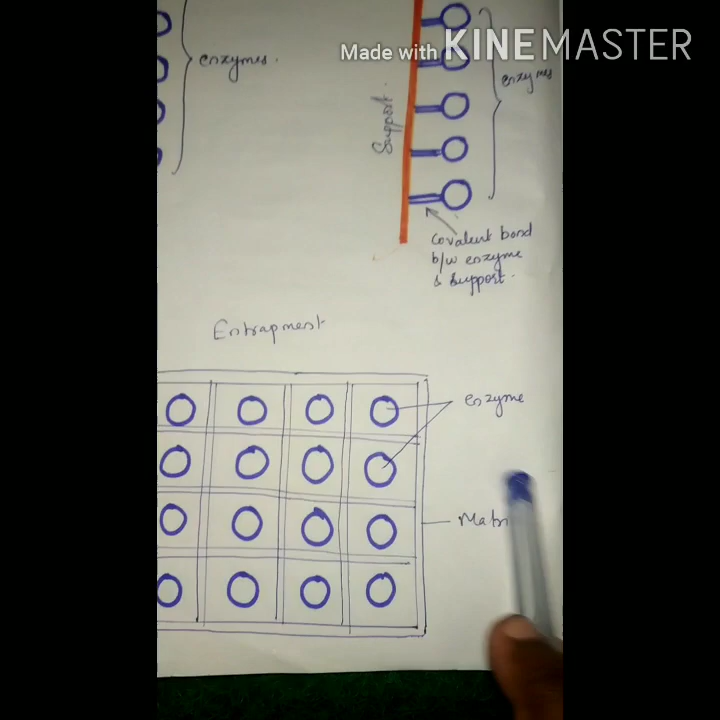 enzymes.
Made with KINEMASTER
enzymes
Support.
Covalent bond
b/w enzyme
& support.
Entrapment
enzyme